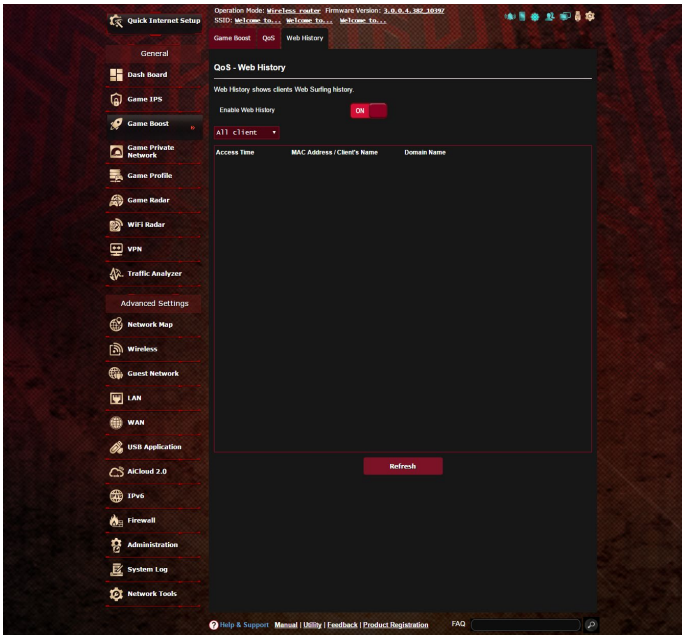 Quick Internet Setup
Operation Mode: Wireless router Firmware Version: 3.0.0.4.382_10397
SSID: Welcome to... Welcome to... Welcome to...
Game Boost QoS Web History
General
Dash Board
Game IPS
Game Boost
Game Private
Network
Game Profile
Game Radar
WiFi Radar
VPN
Traffic Analyzer
Advanced Settings
Network Map
Wireless
Guest Network
LAN
WAN
USB Application
AiCloud 2.0
IPv6
Firewall
Administration
System Log
Network Tools
QoS - Web History
Web History shows clients Web Surfing history.
Enable Web History ON
All client
Access Time MAC Address / Client's Name Domain Name
Refresh
Help & Support Manual | Utility | Feedback | Product Registration FAQ